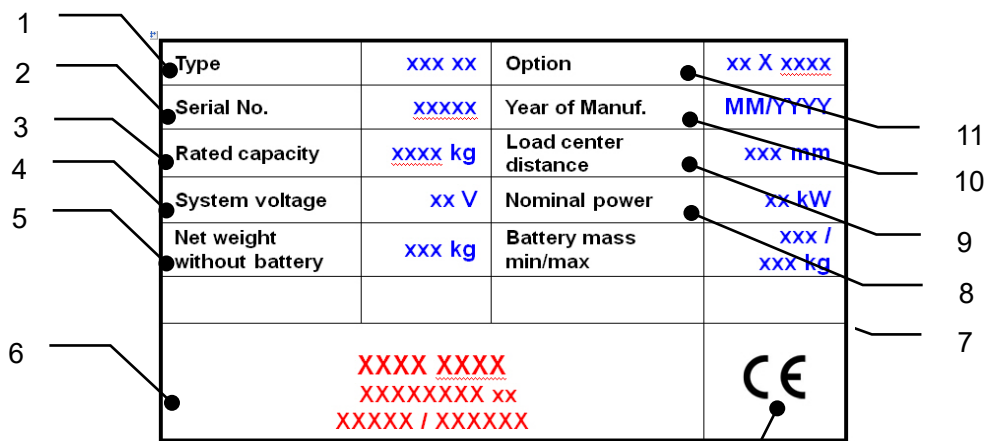 1
2
3
4
5
6
Type xxx xx Option xx X xxxx
Serial No. xxxxx Year of Manuf. MM/YYYY
Rated capacity xxxx kg Load center distance xxx mm
System voltage xx V Nominal power xx kW
Net weight without battery xxx kg Battery mass min/max xxx / xxx kg
XXXX XXXX
XXXXXXXX xx
XXXXX / XXXXXX
CE
11
10
9
8
7